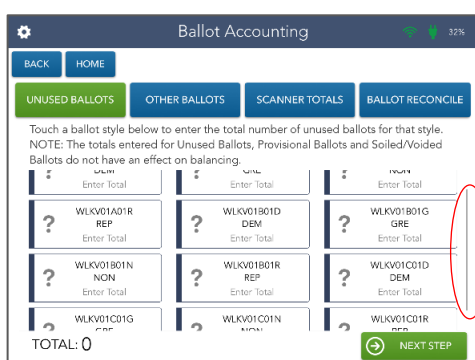 Ballot Accounting
32%
BACK HOME
UNUSED BALLOTS OTHER BALLOTS SCANNER TOTALS BALLOT RECONCILE
Touch a ballot style below to enter the total number of unused ballots for that style.
NOTE: The totals entered for Unused Ballots, Provisional Ballots and Soiled/Voided
Ballots do not have an effect on balancing.
? DEM ? GRE ? NON
Enter Total Enter Total Enter Total
WLKV01A01R WLKV01B01D WLKV01B01G
? REP ? DEM ? GRE
Enter Total Enter Total Enter Total
WLKV01B01N WLKV01B01R WLKV01C01D
? NON ? REP ? DEM
Enter Total Enter Total Enter Total
WLKV01C01G WLKV01C01N WLKV01C01R
? GRE ? NON ? REP
TOTAL: 0 NEXT STEP